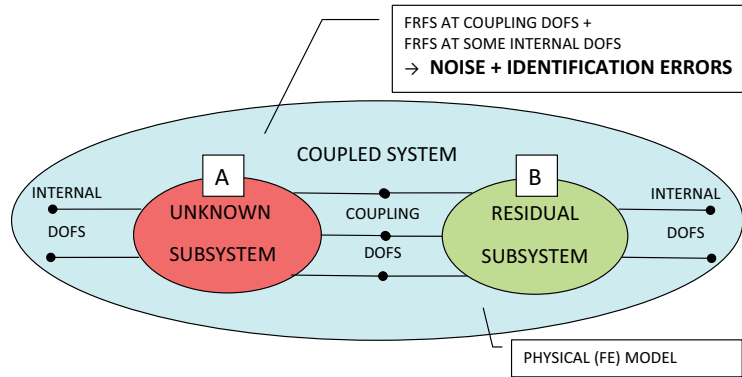 FRFS AT COUPLING DOFS +
FRFS AT SOME INTERNAL DOFS
→ NOISE + IDENTIFICATION ERRORS
COUPLED SYSTEM
A
B
INTERNAL
DOFS
UNKNOWN
SUBSYSTEM
COUPLING
DOFS
RESIDUAL
SUBSYSTEM
INTERNAL
DOFS
PHYSICAL (FE) MODEL